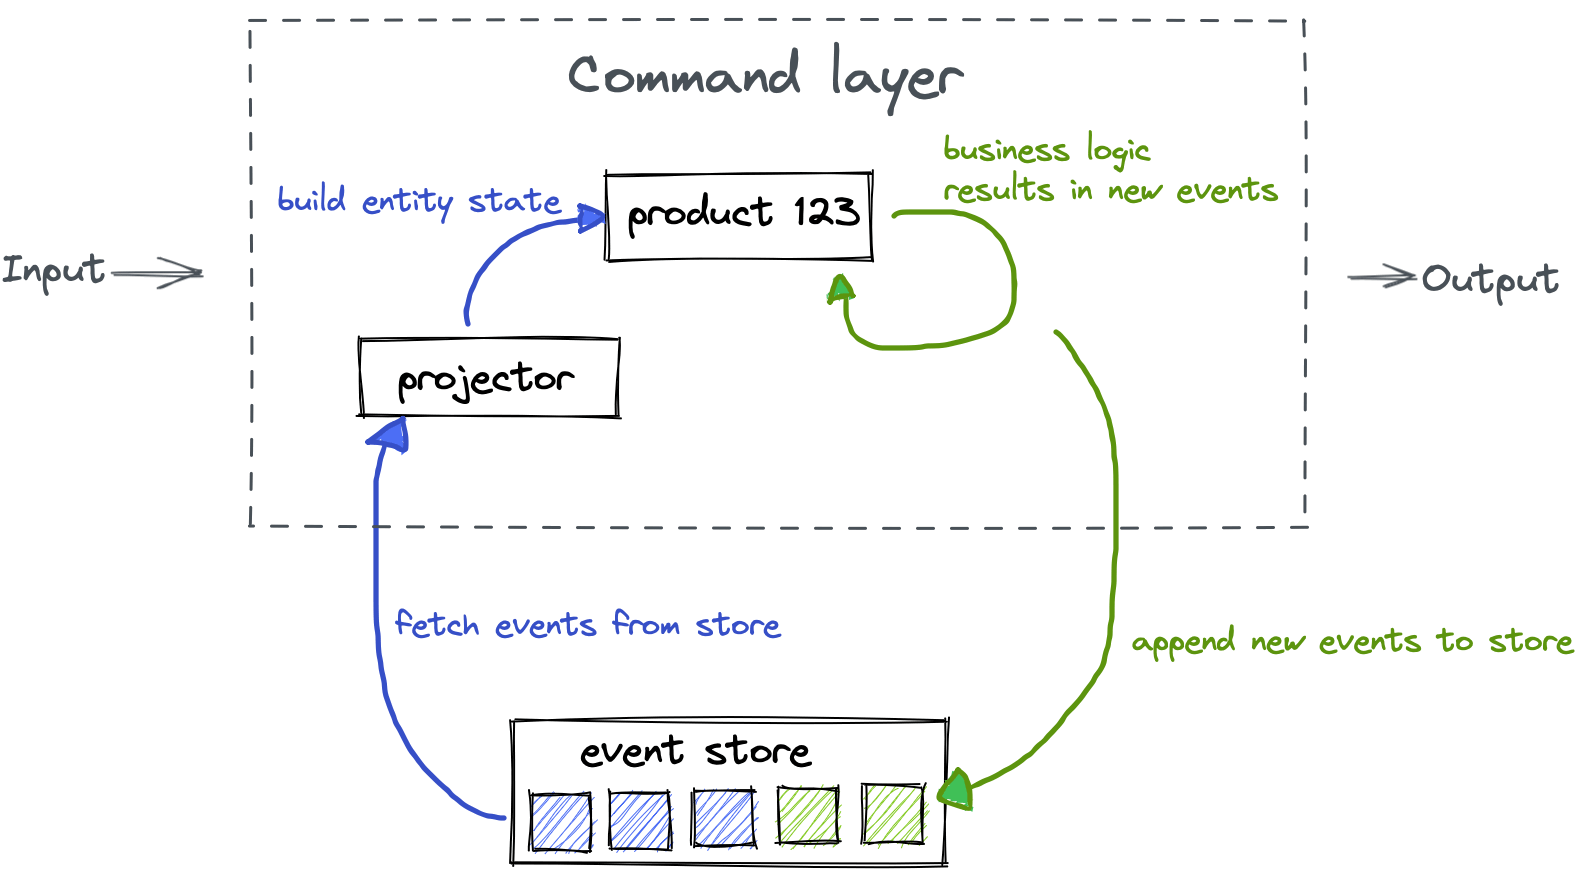 Command layer
business logic
results in new events
build entity state
product 123
Input
Output
projector
fetch events from store
append new events to store
event store